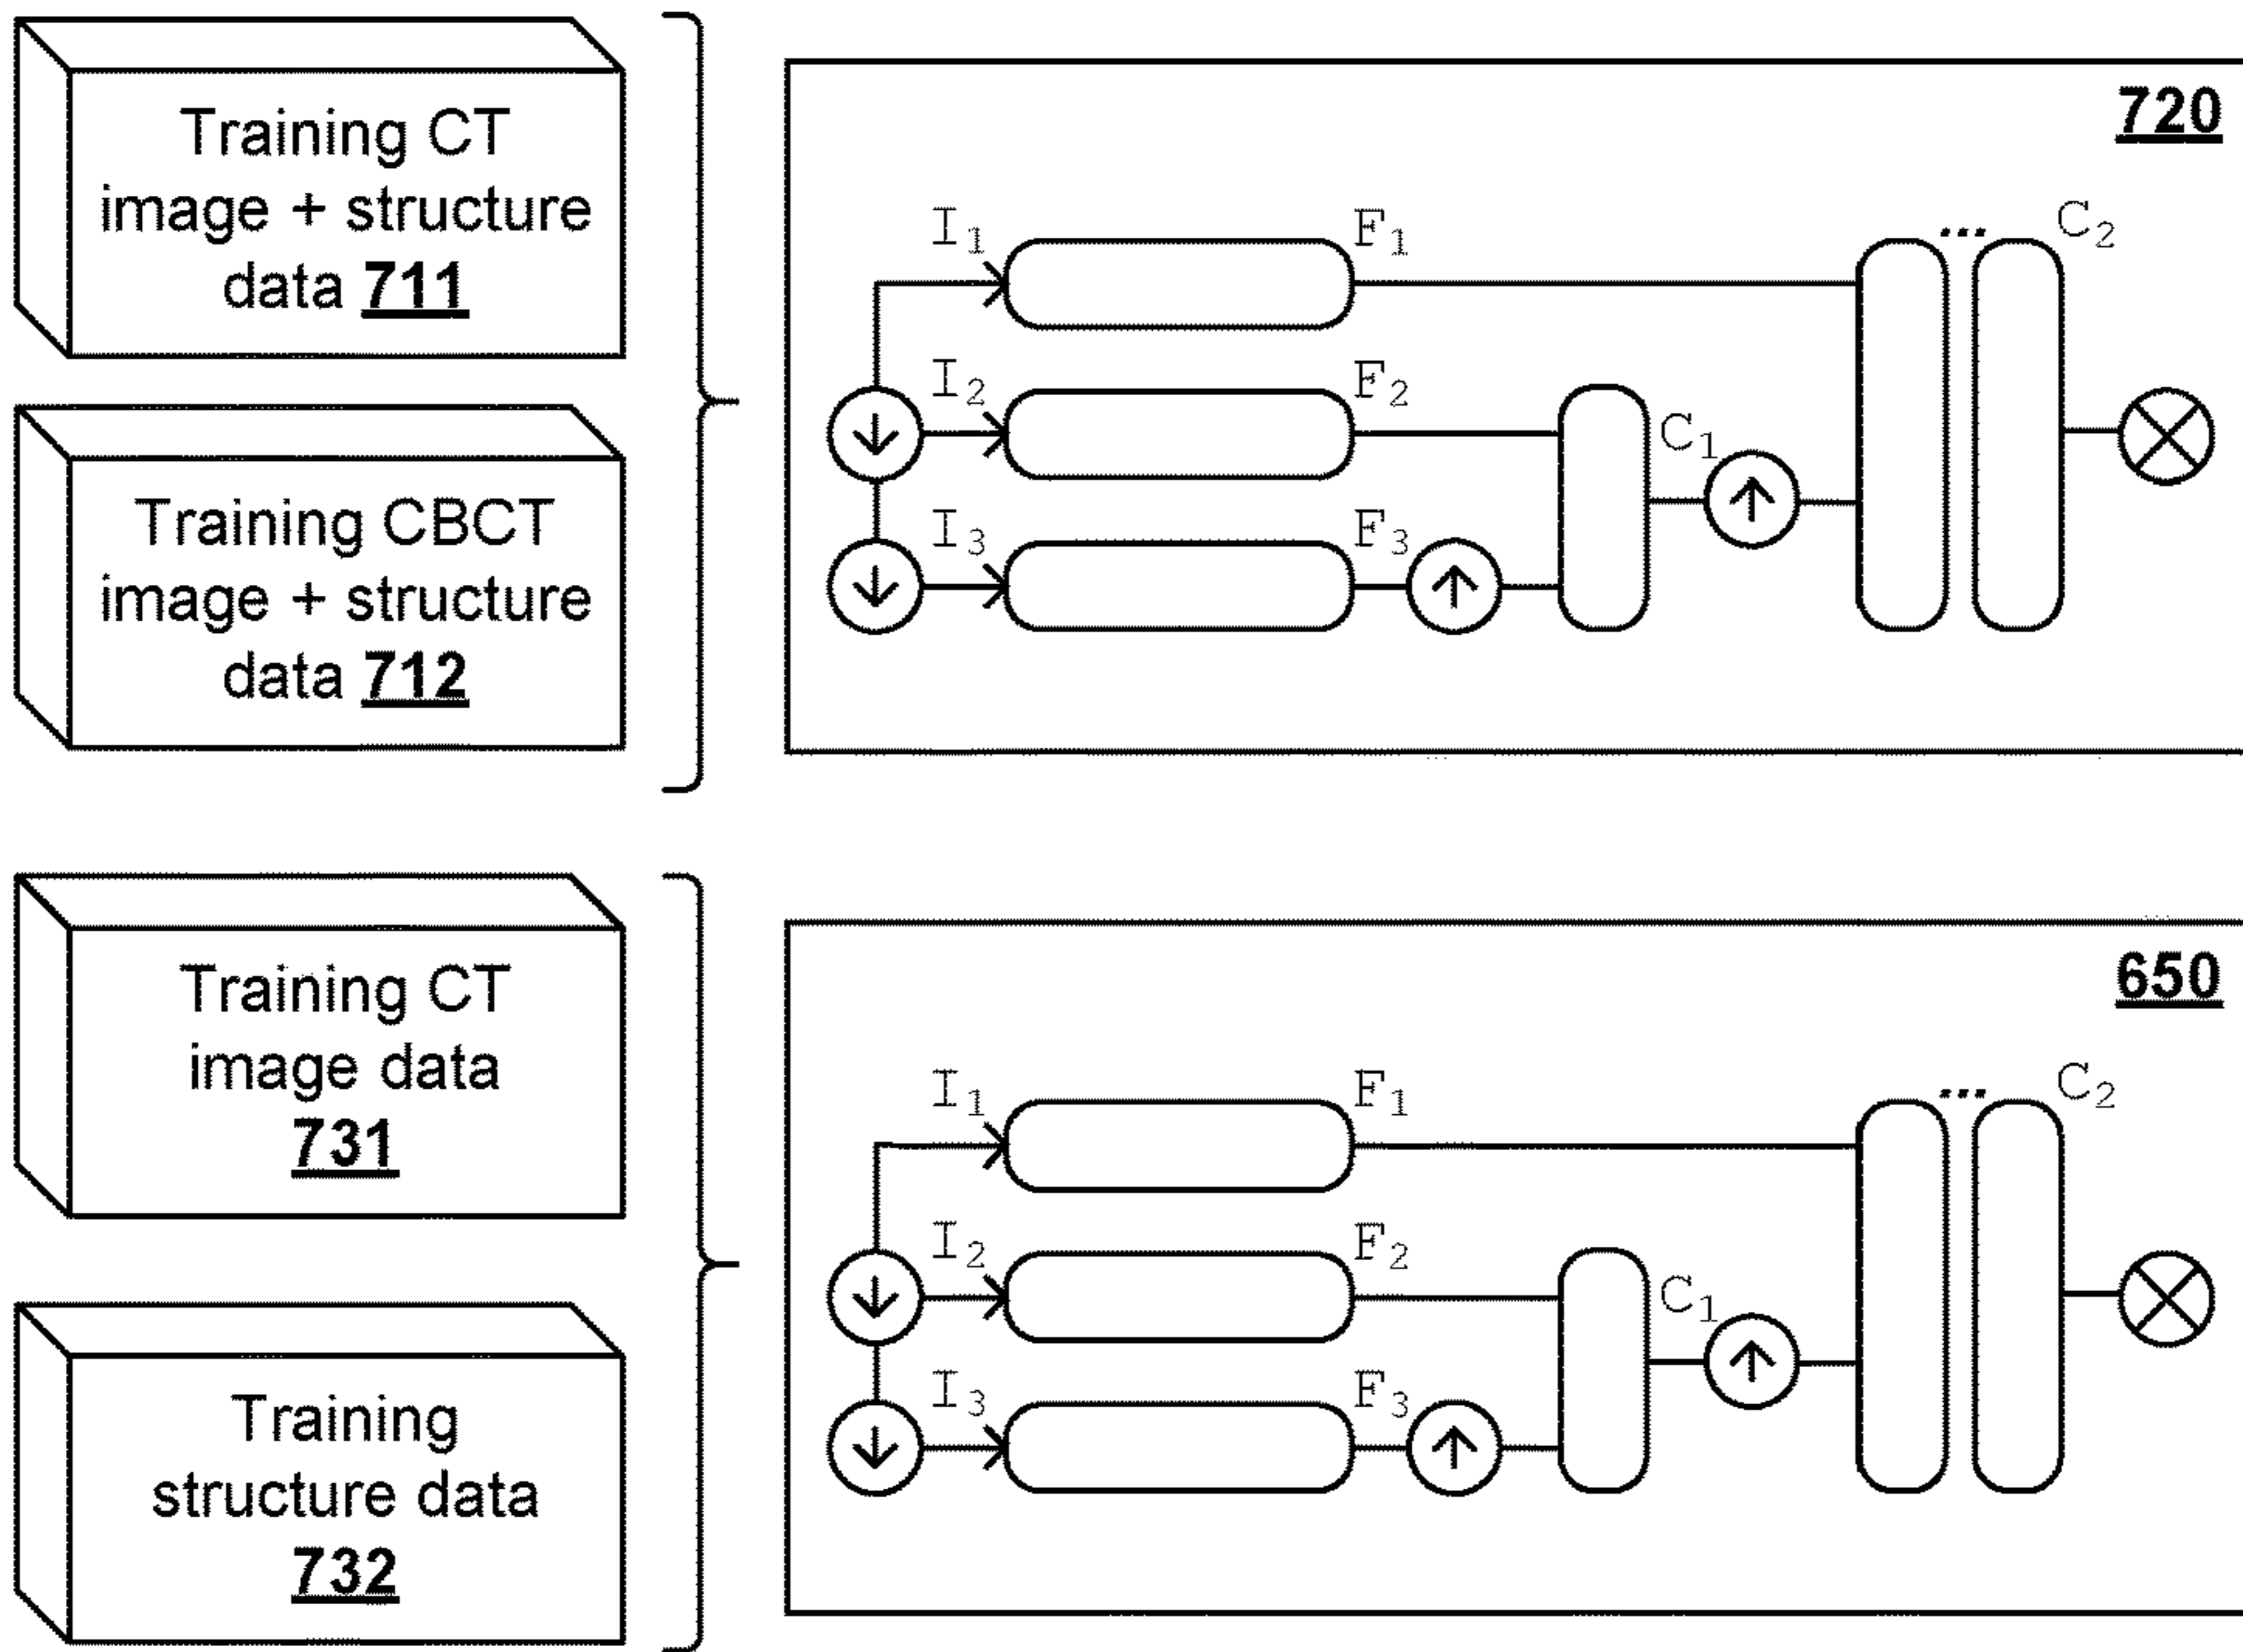 Training CT
image + structure
data 711
Training CBCT
image + structure
data 712
720
I₁ F₁ ... C₂
I₂ F₂ C₁
I₃ F₃
Training CT
image data
731
Training
structure data
732
650
I₁ F₁ ... C₂
I₂ F₂ C₁
I₃ F₃